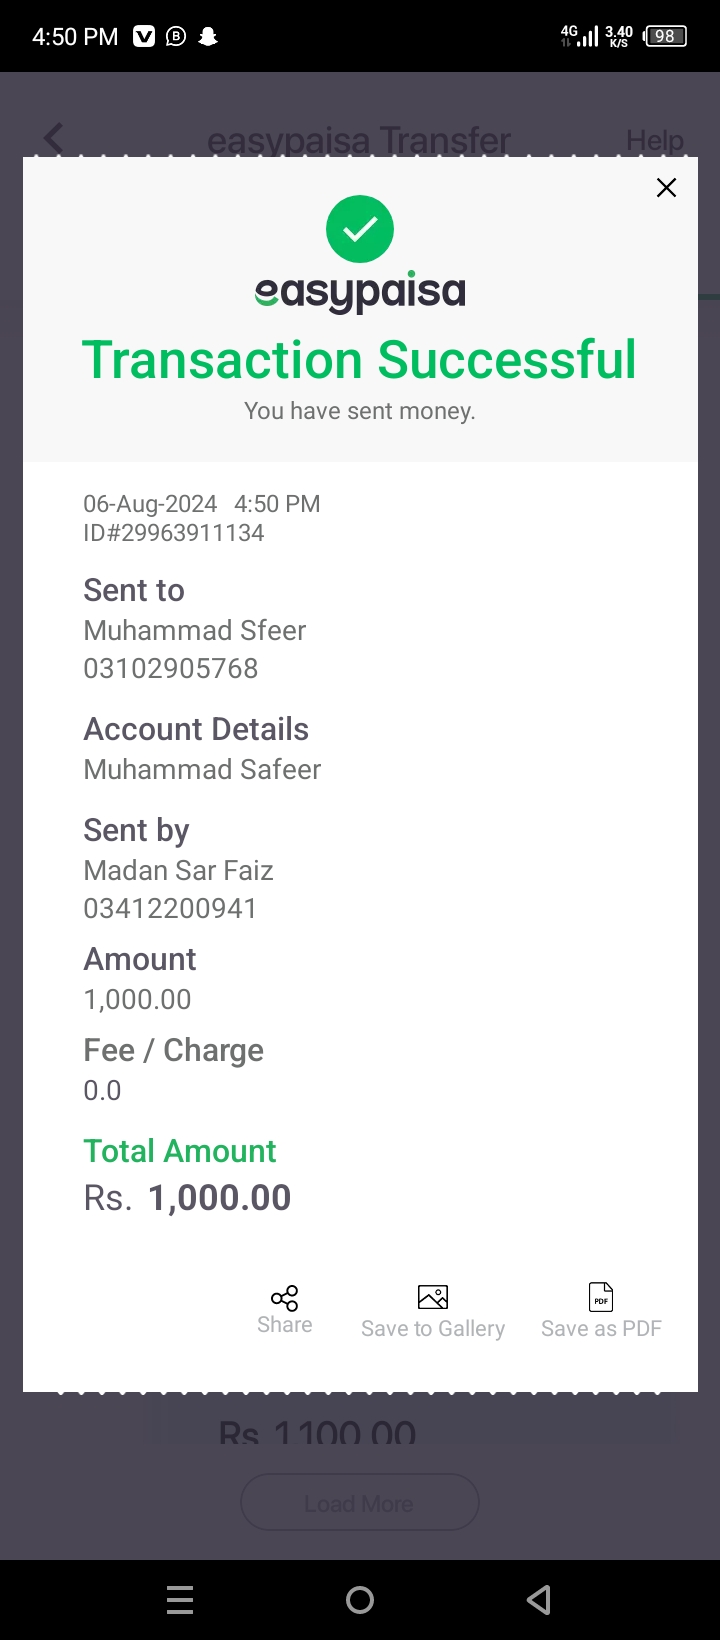 4:50 PM
4G
3.40
K/S
98
easypaisa Transfer
Help
easypaisa
Transaction Successful
You have sent money.
06-Aug-2024 4:50 PM
ID#29963911134
Sent to
Muhammad Sfeer
03102905768
Account Details
Muhammad Safeer
Sent by
Madan Sar Faiz
03412200941
Amount
1,000.00
Fee / Charge
0.0
Total Amount
Rs. 1,000.00
Share
Save to Gallery
PDF
Save as PDF
Rs 1,100.00
Load More